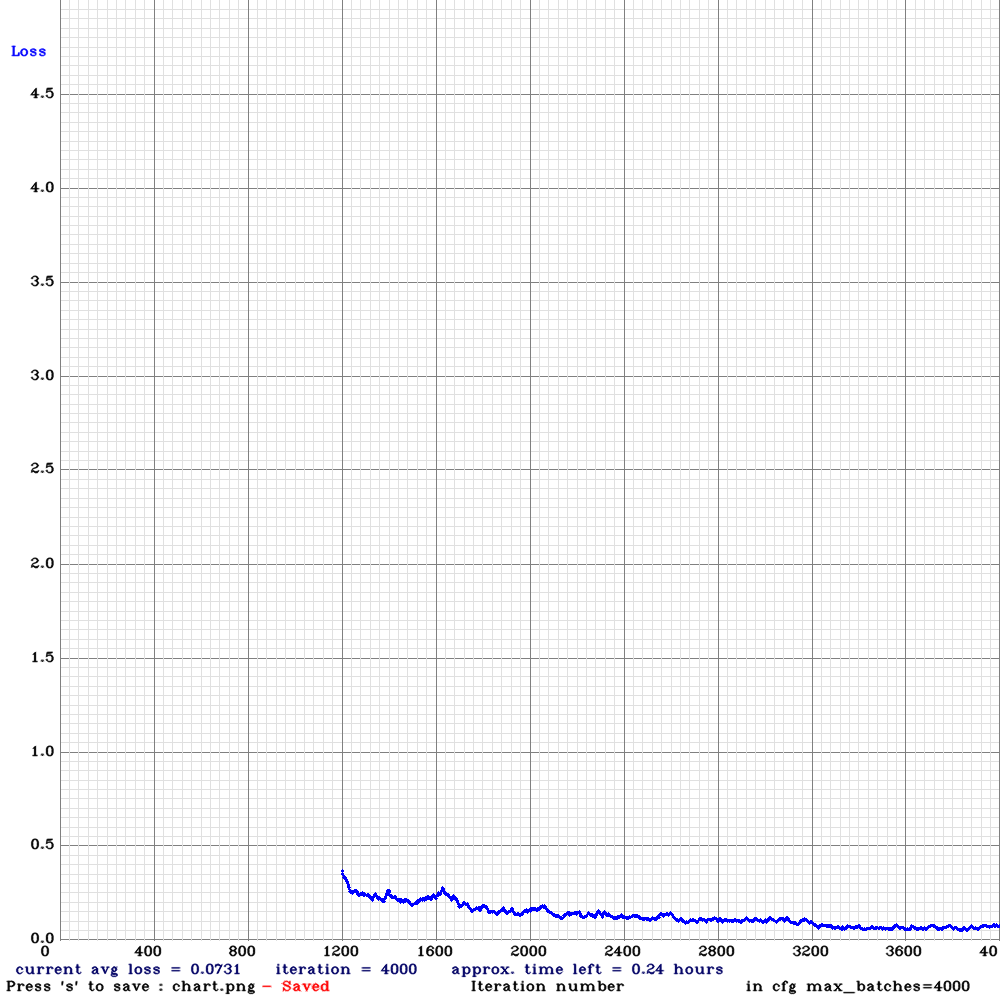 Loss
4.5
4.0
3.5
3.0
2.5
2.0
1.5
1.0
0.5
0.0
0 400 800 1200 1600 2000 2400 2800 3200 3600 40
current avg loss = 0.0731 iteration = 4000 approx. time left = 0.24 hours
Press 's' to save : chart.png - Saved Iteration number in cfg max_batches=4000